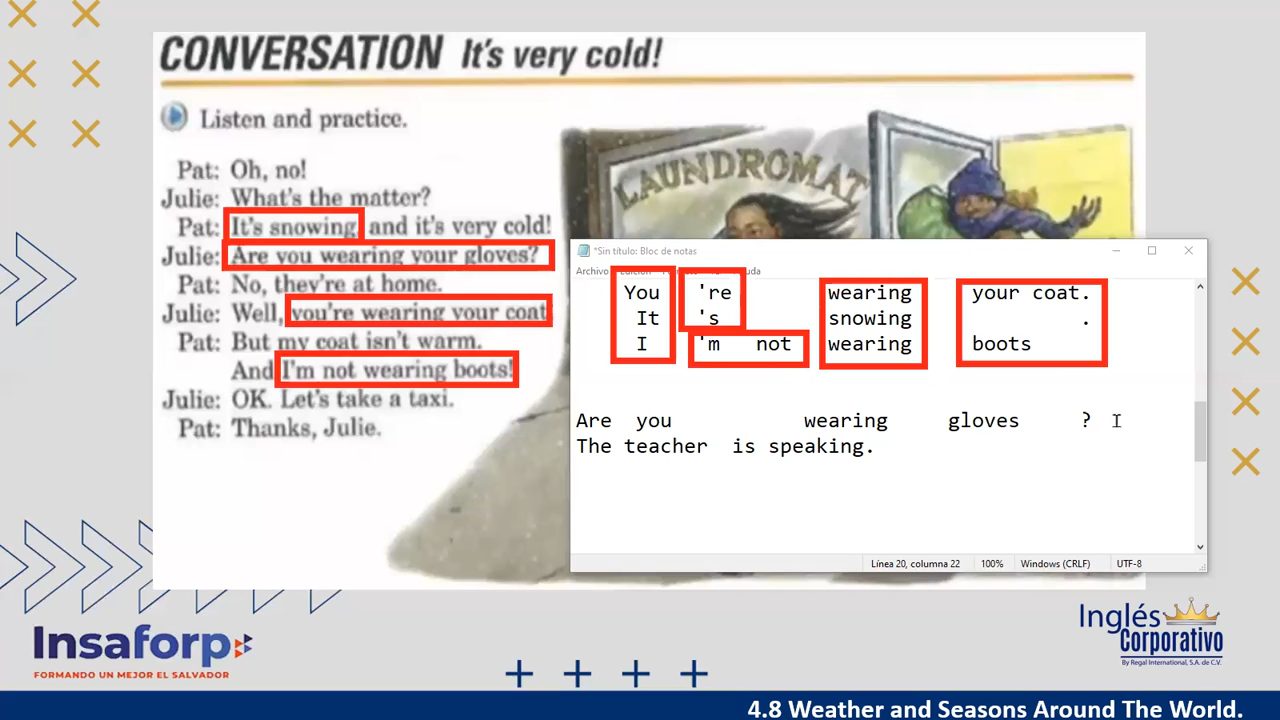 CONVERSATION It's very cold!
Listen and practice.
Pat: Oh, no!
Julie: What's the matter?
Pat: It's snowing, and it's very cold!
Julie: Are you wearing your gloves?
Pat: No, they're at home.
Julie: Well, you're wearing your coat
Pat: But my coat isn't warm.
And I'm not wearing boots!
Julie: OK. Let's take a taxi.
Pat: Thanks, Julie.
LAUNDROMAT
*Sin título: Bloc de notas
Archivo
You 're wearing your coat.
It 's snowing .
I 'm not wearing boots
Are you wearing gloves ?
The teacher is speaking.
Línea 20, columna 22 100% Windows (CRLF) UTF-8
Insaforp
FORMANDO UN MEJOR EL SALVADOR
Inglés
Corporativo
By Regal International, S.A. de C.V.
4.8 Weather and Seasons Around The World.